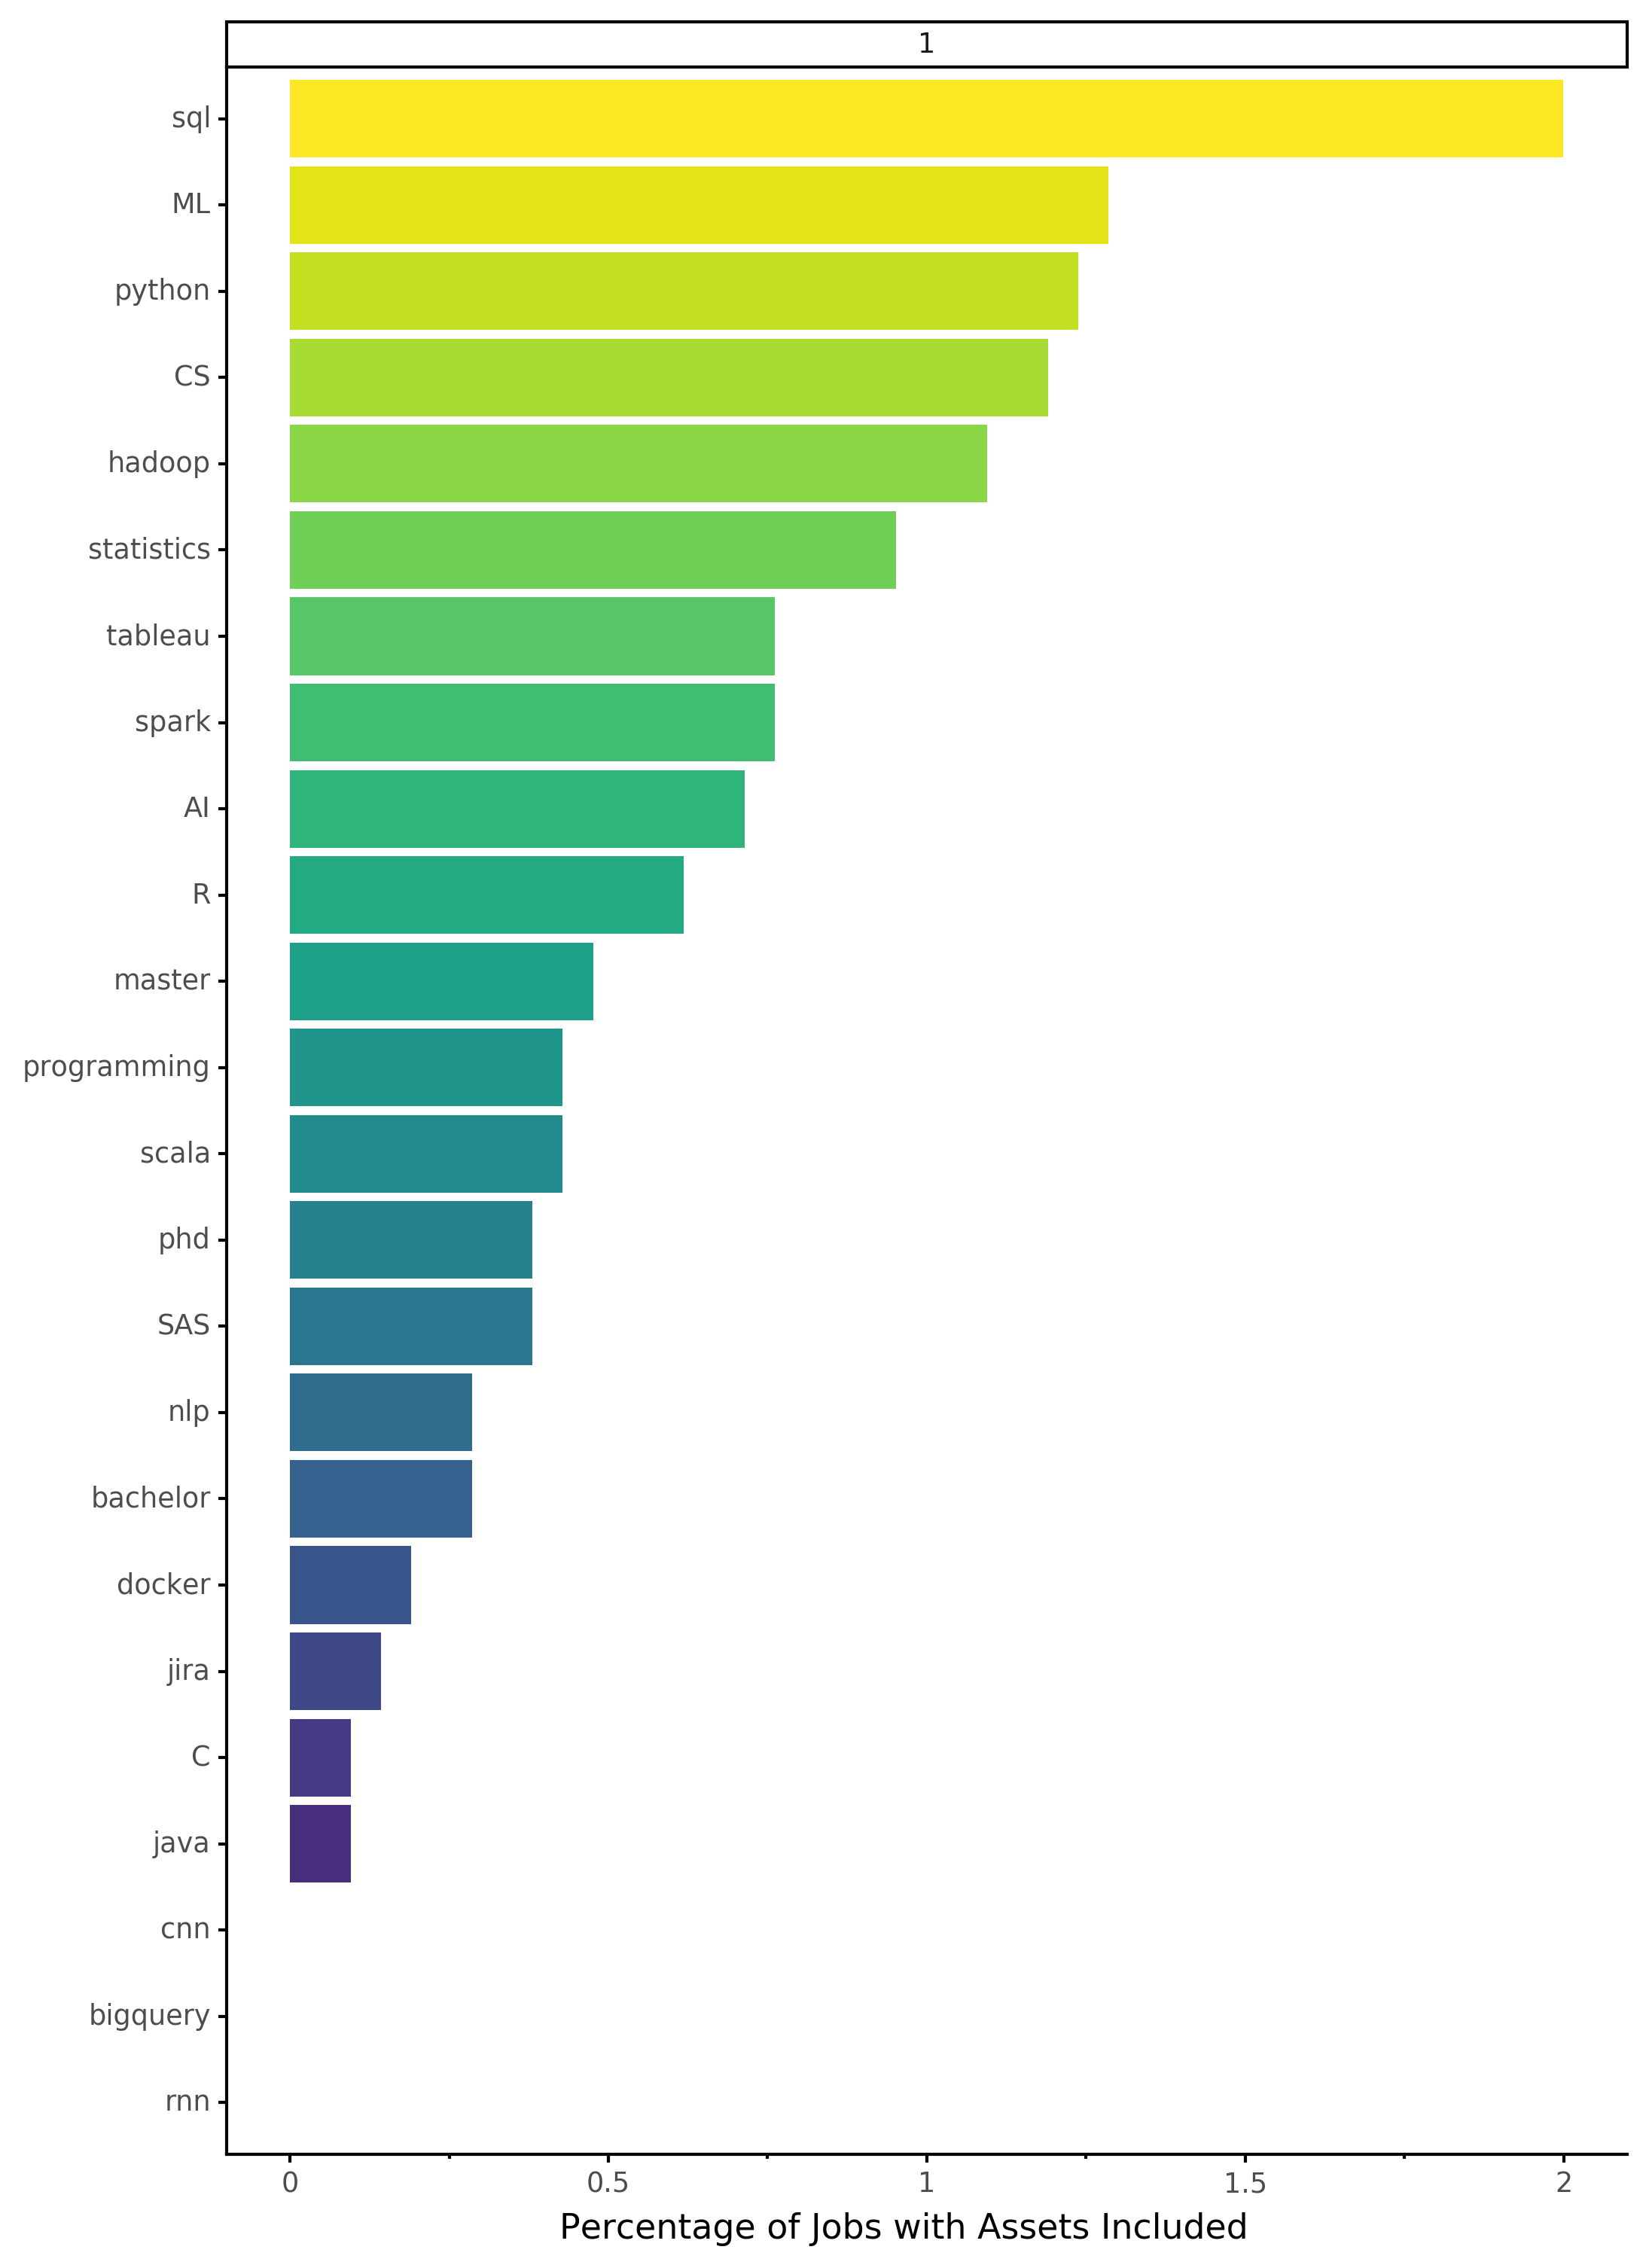 1
sql
ML
python
CS
hadoop
statistics
tableau
spark
AI
R
master
programming
scala
phd
SAS
nlp
bachelor
docker
jira
C
java
cnn
bigquery
rnn
0 0.5 1 1.5 2
Percentage of Jobs with Assets Included